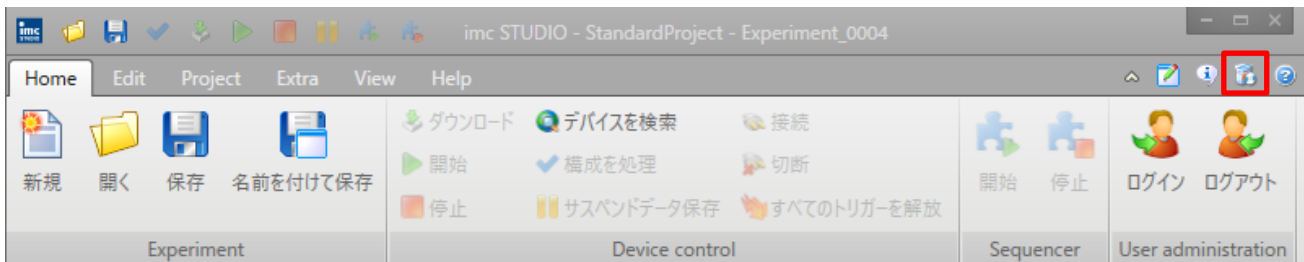 imc STUDIO
imc STUDIO - StandardProject - Experiment_0004
Home Edit Project Extra View Help
新規 開く 保存 名前を付けて保存
ダウンロード デバイスを検索 接続
開始 構成を処理 切断
停止 サスペンドデータ保存 すべてのトリガーを解放
開始 停止
ログイン ログアウト
Experiment Device control Sequencer User administration